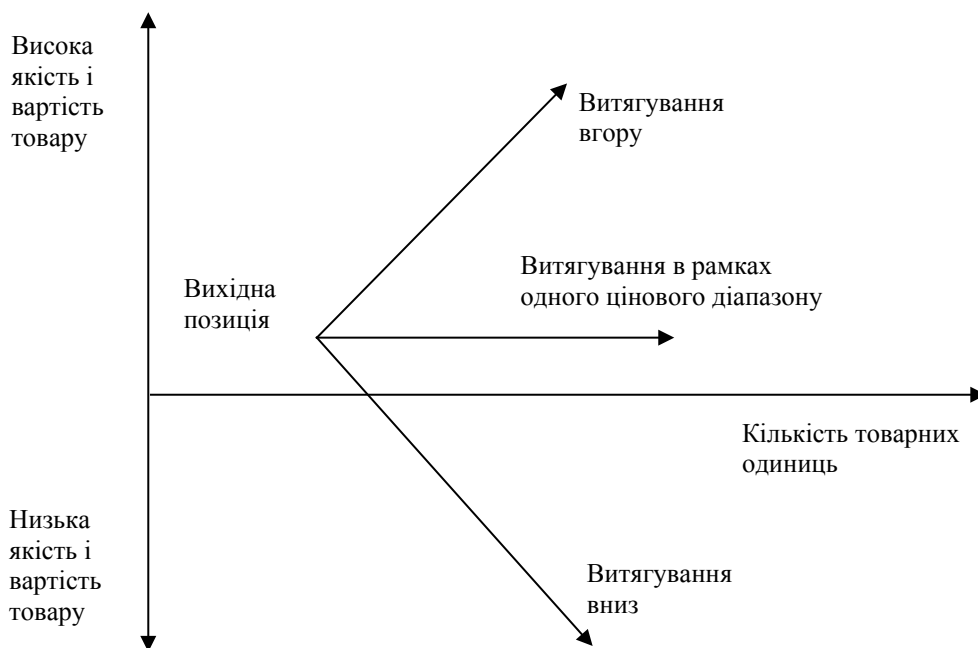 Висока
якість і
вартість
товару
Витягування
вгору
Витягування в рамках
одного цінового діапазону
Вихідна
позиція
Кількість товарних
одиниць
Низька
якість і
вартість
товару
Витягування
вниз